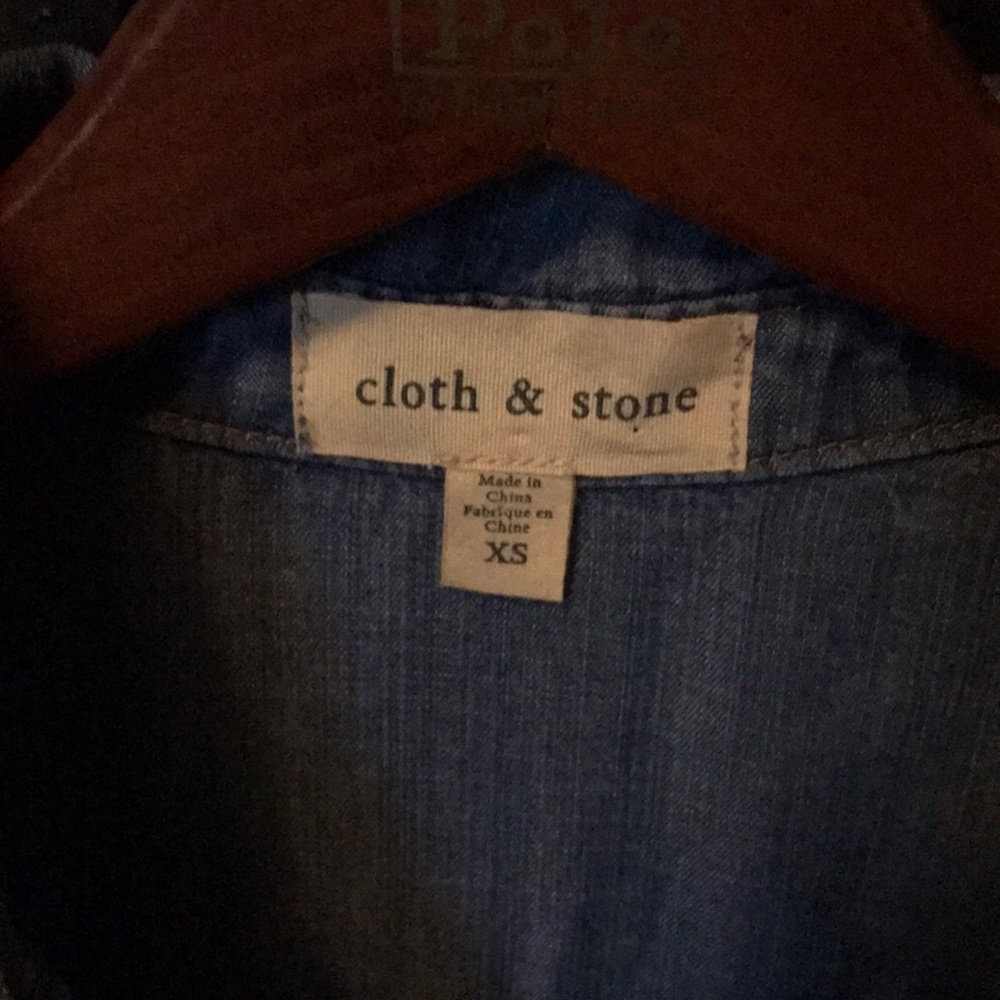 Polo
cloth & stone
Made in
China
Fabrique en
Chine
XS